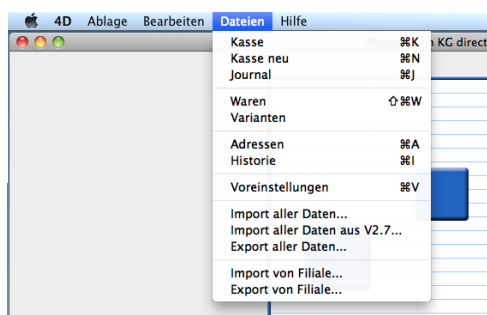 4D Ablage Bearbeiten Dateien Hilfe
KG direct
Kasse ⌘K
Kasse neu ⌘N
Journal ⌘J
Waren ⇧⌘W
Varianten
Adressen ⌘A
Historie ⌘I
Voreinstellungen ⌘V
Import aller Daten...
Import aller Daten aus V2.7...
Export aller Daten...
Import von Filiale...
Export von Filiale...